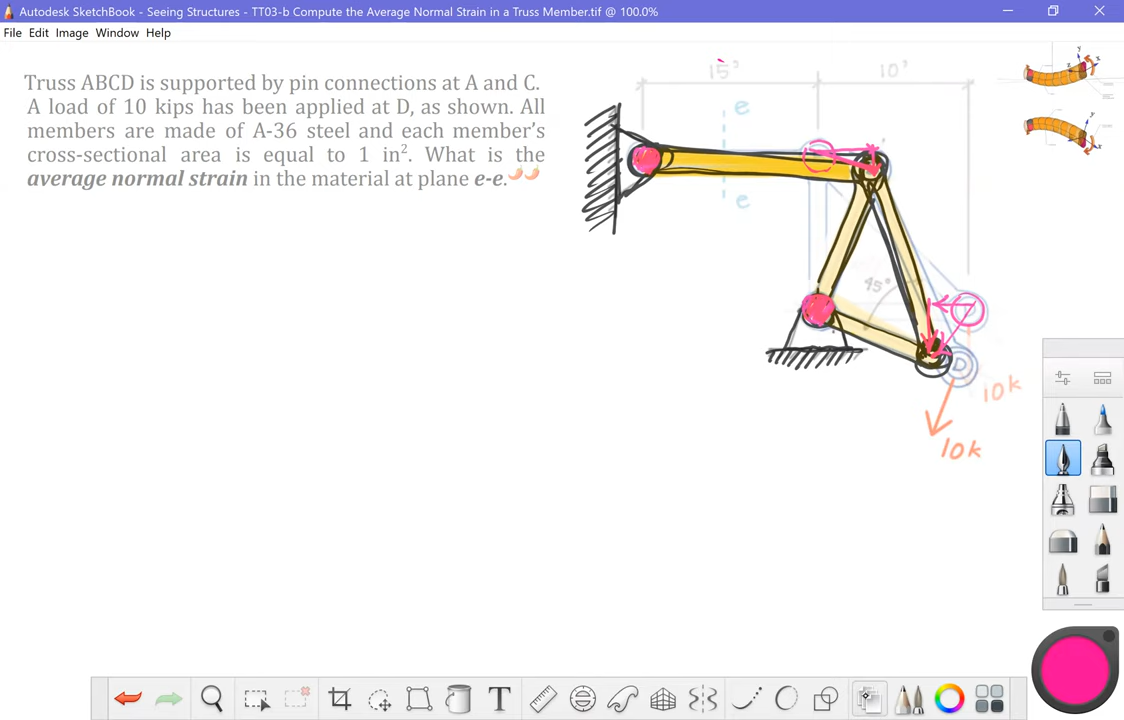 Autodesk SketchBook - Seeing Structures - TT03-b Compute the Average Normal Strain in a Truss Member.tif @ 100.0%
File Edit Image Window Help
Truss ABCD is supported by pin connections at A and C.
A load of 10 kips has been applied at D, as shown. All
members are made of A-36 steel and each member's
cross-sectional area is equal to 1 in². What is the
average normal strain in the material at plane e-e.
15'
10'
e
e
45°
D
10k
10k
T